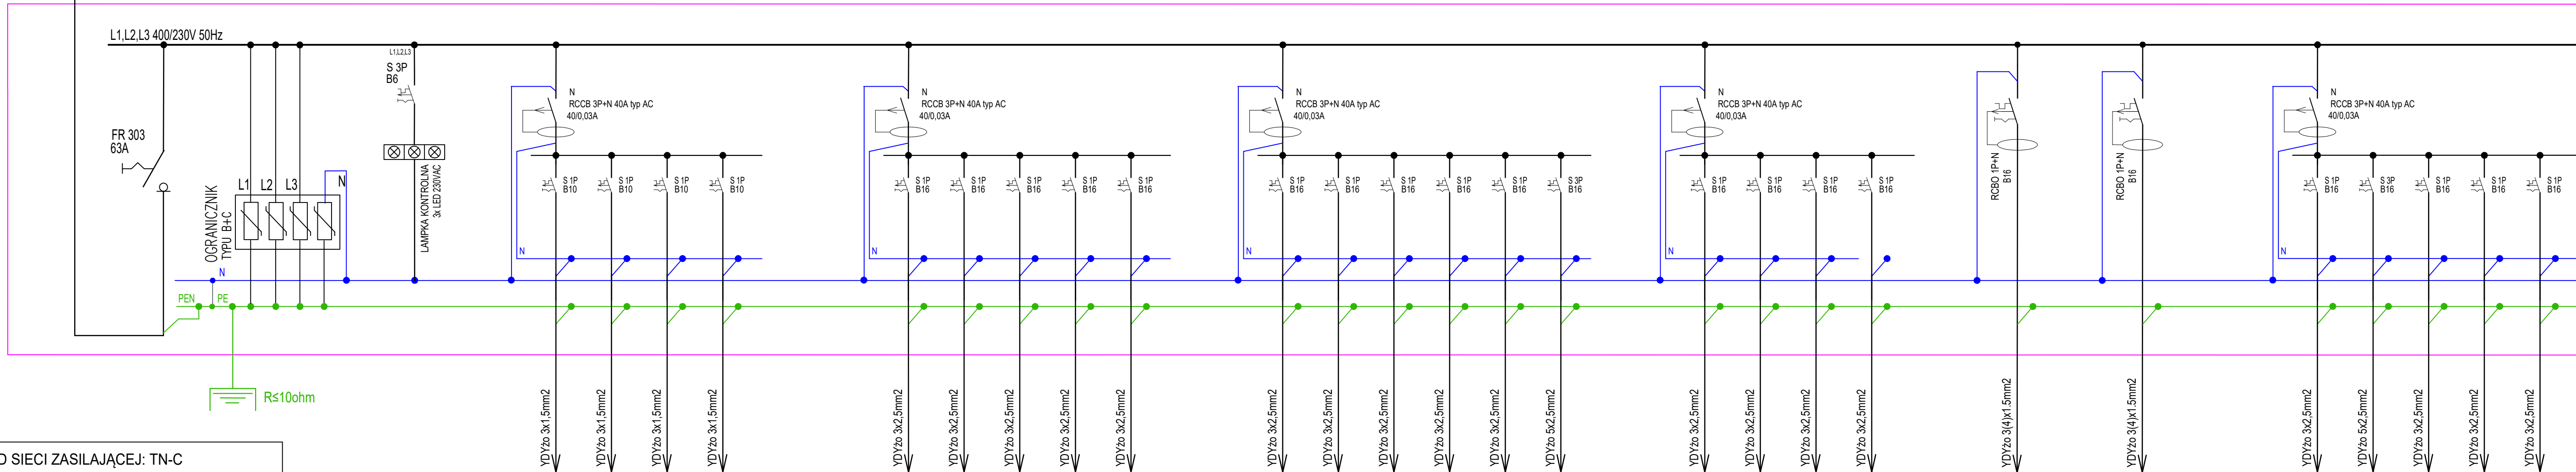 L1,L2,L3 400/230V 50Hz
FR 303
63A
OGRANICZNIK
TYPU B+C
L1
L2
L3
N
N
PEN
PE
R≤10ohm
L1,L2,L3
S 3P
B6
LAMPKA KONTROLNA
3x LED 230VAC
N
RCCB 3P+N 40A typ AC
40/0,03A
S 1P
B10
S 1P
B10
S 1P
B10
S 1P
B10
N
YDYżo 3x1,5mm2
YDYżo 3x1,5mm2
YDYżo 3x1,5mm2
YDYżo 3x1,5mm2
N
RCCB 3P+N 40A typ AC
40/0,03A
S 1P
B16
S 1P
B16
S 1P
B16
S 1P
B16
S 1P
B16
N
YDYżo 3x2,5mm2
YDYżo 3x2,5mm2
YDYżo 3x2,5mm2
YDYżo 3x2,5mm2
YDYżo 3x2,5mm2
N
RCCB 3P+N 40A typ AC
40/0,03A
S 1P
B16
S 1P
B16
S 1P
B16
S 1P
B16
S 1P
B16
S 3P
B16
N
YDYżo 3x2,5mm2
YDYżo 3x2,5mm2
YDYżo 3x2,5mm2
YDYżo 3x2,5mm2
YDYżo 3x2,5mm2
YDYżo 5x2,5mm2
N
RCCB 3P+N 40A typ AC
40/0,03A
S 1P
B16
S 1P
B16
S 1P
B16
S 1P
B16
N
YDYżo 3x2,5mm2
YDYżo 3x2,5mm2
YDYżo 3x2,5mm2
YDYżo 3x2,5mm2
RCBO 1P+N
B16
YDYżo 3(4)x1.5mm2
RCBO 1P+N
B16
YDYżo 3(4)x1.5mm2
N
RCCB 3P+N 40A typ AC
40/0,03A
S 1P
B16
S 3P
B16
S 1P
B16
S 1P
B16
S 1P
B16
N
YDYżo 3x2,5mm2
YDYżo 5x2,5mm2
YDYżo 3x2,5mm2
YDYżo 3x2,5mm2
YDYżo 3x2,5mm2
D SIECI ZASILAJĄCEJ: TN-C